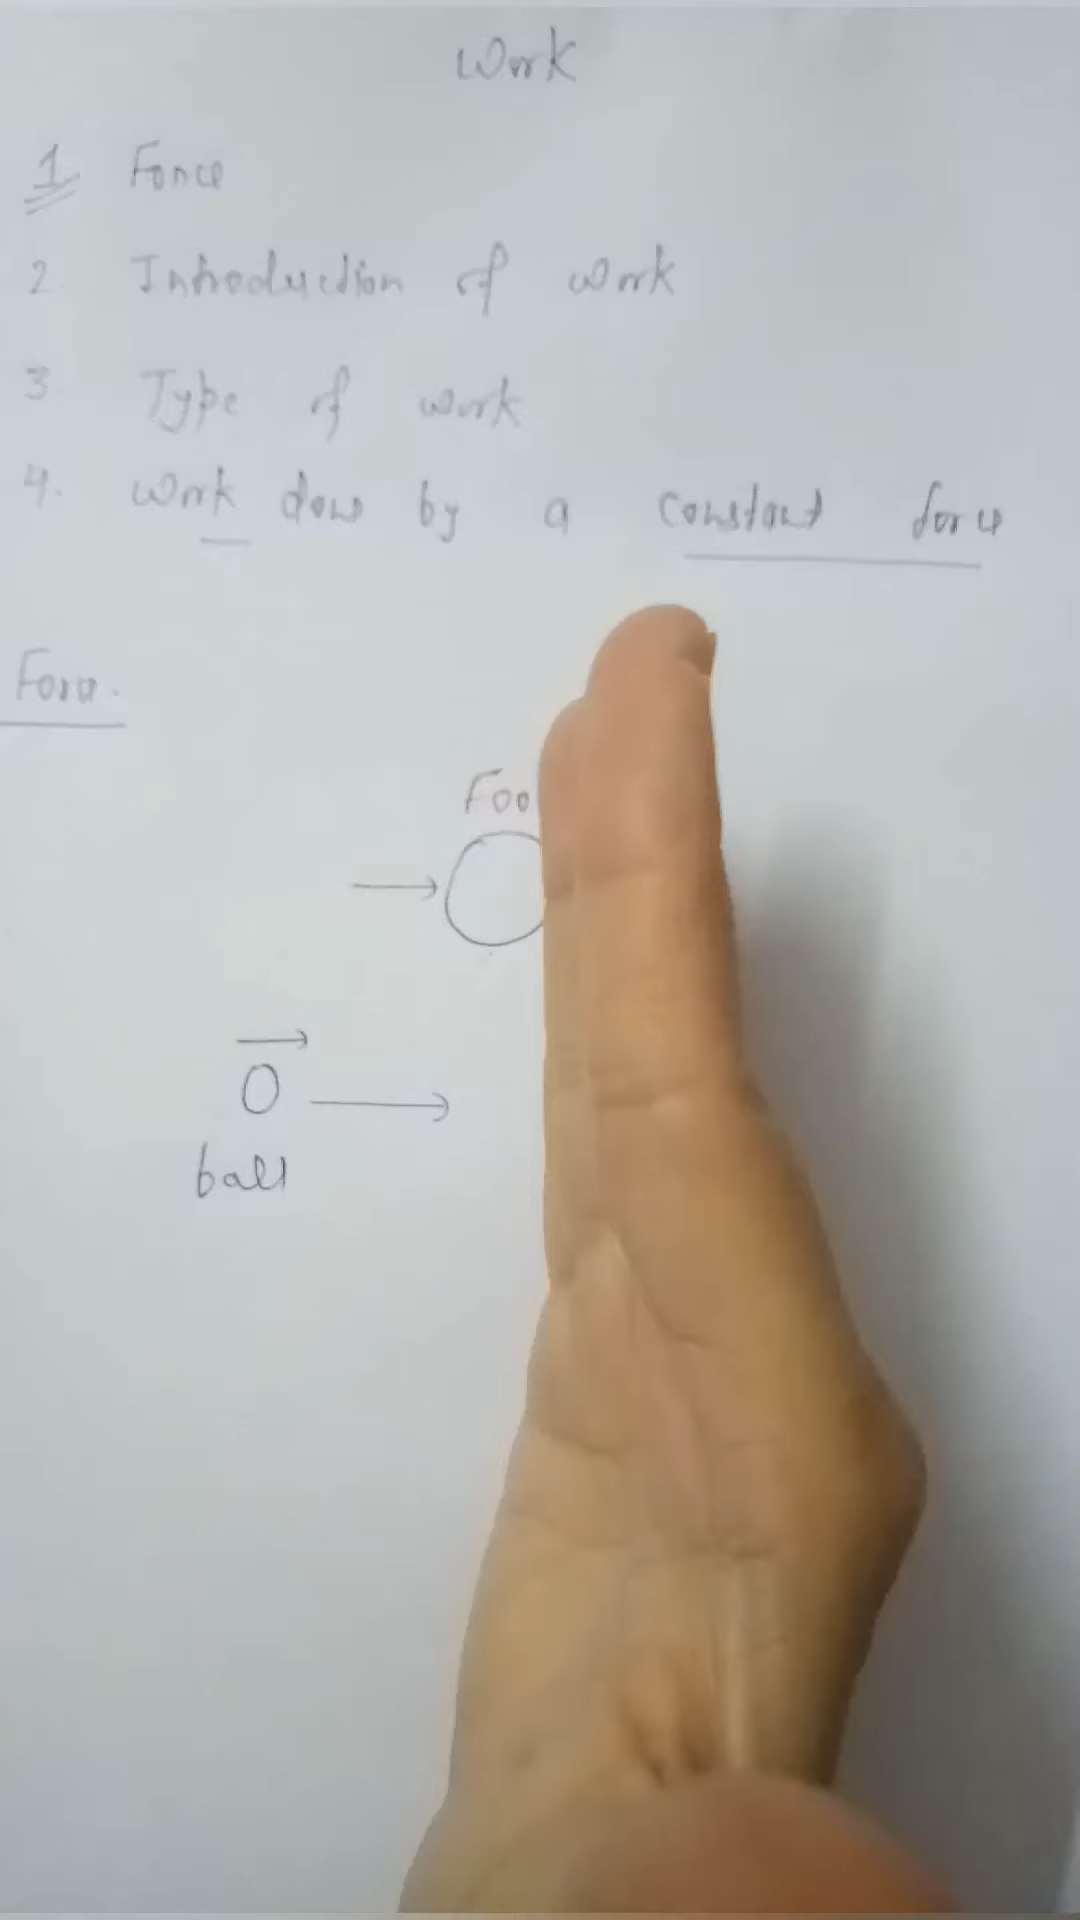 Work
1 Force
2. Introduction of work
3 Type of work
4. Work done by a constant force
Force.
Foo
ball